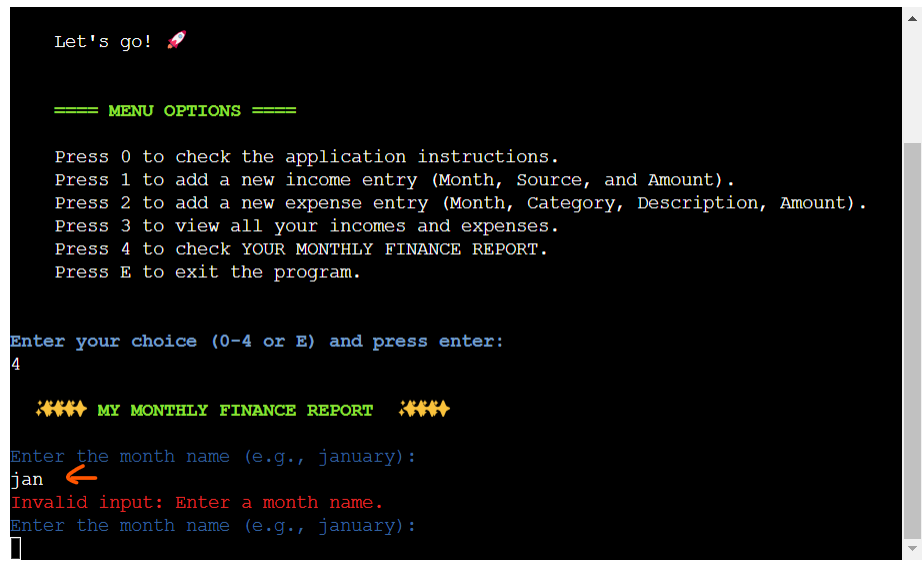 Let's go! 🚀
==== MENU OPTIONS ====
Press 0 to check the application instructions.
Press 1 to add a new income entry (Month, Source, and Amount).
Press 2 to add a new expense entry (Month, Category, Description, Amount).
Press 3 to view all your incomes and expenses.
Press 4 to check YOUR MONTHLY FINANCE REPORT.
Press E to exit the program.
Enter your choice (0-4 or E) and press enter:
4
MY MONTHLY FINANCE REPORT
Enter the month name (e.g., january):
jan
Invalid input: Enter a month name.
Enter the month name (e.g., january):